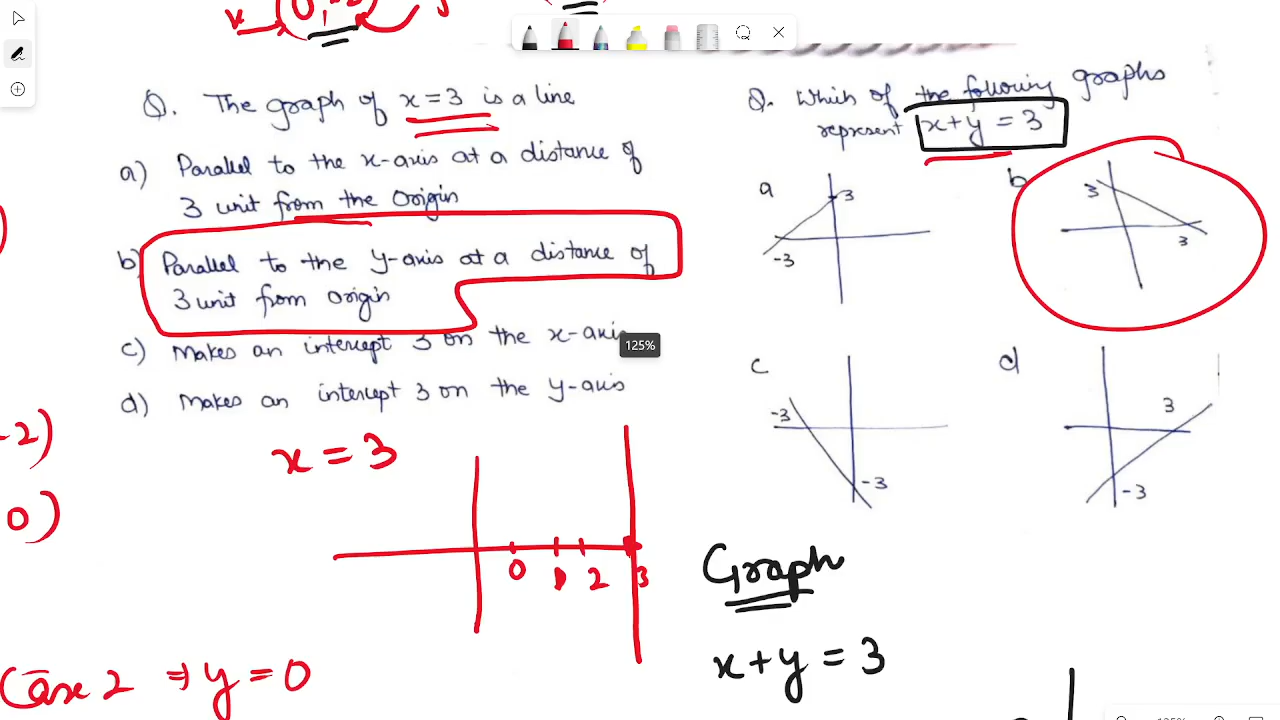 Q. The graph of x=3 is a line
a) Parallel to the x-axis at a distance of
3 unit from the Origin
b) Parallel to the y-axis at a distance of
3 unit from origin
c) Makes an intercept 3 on the x-axis
d) Makes an intercept 3 on the y-axis
125%
x = 3
0 1 2 3
-2)
0)
Case 2 ⇒ y = 0
Q. Which of the following graphs
represent x+y = 3
a
3
-3
b
3
3
c
-3
-3
d
3
-3
Graph
x+y = 3